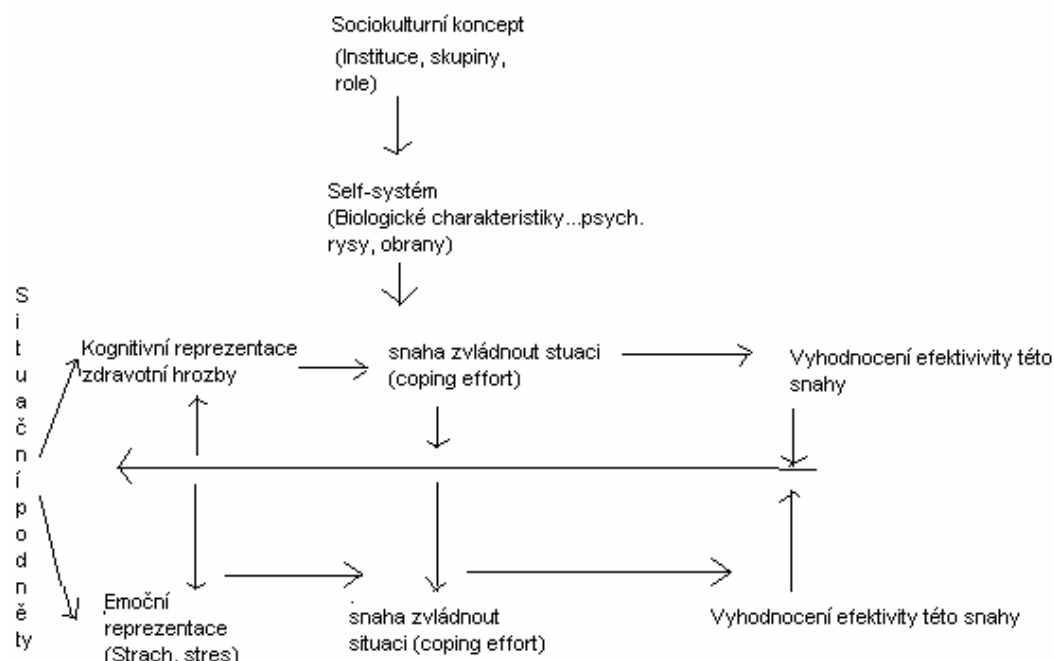 Sociokulturní koncept
(Instituce, skupiny,
role)
Self-systém
(Biologické charakteristiky...psych.
rysy, obrany)
Situační podněty
Kognitivní reprezentace
zdravotní hrozby
snaha zvládnout stuaci
(coping effort)
Vyhodnocení efektivivity této
snahy
Emoční
reprezentace
(Strach, stres)
snaha zvládnout
situaci (coping effort)
Vyhodnocení efektivity této snahy